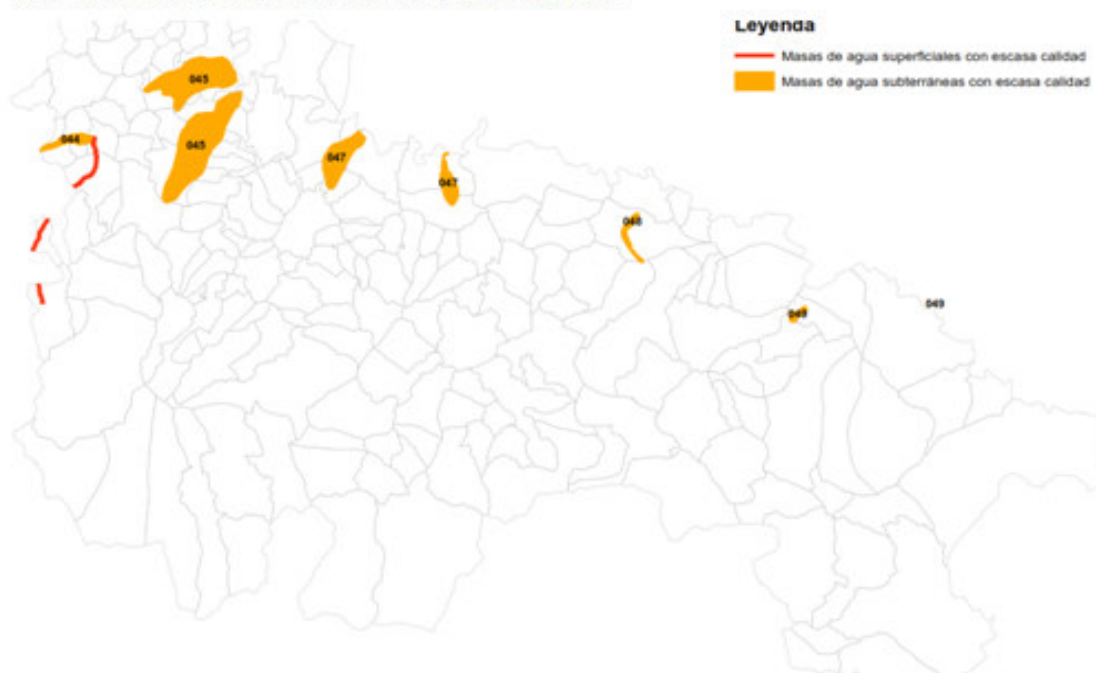 Leyenda
Masas de agua superficiales con escasa calidad
Masas de agua subterráneas con escasa calidad
045
044
045
047
047
048
049
049